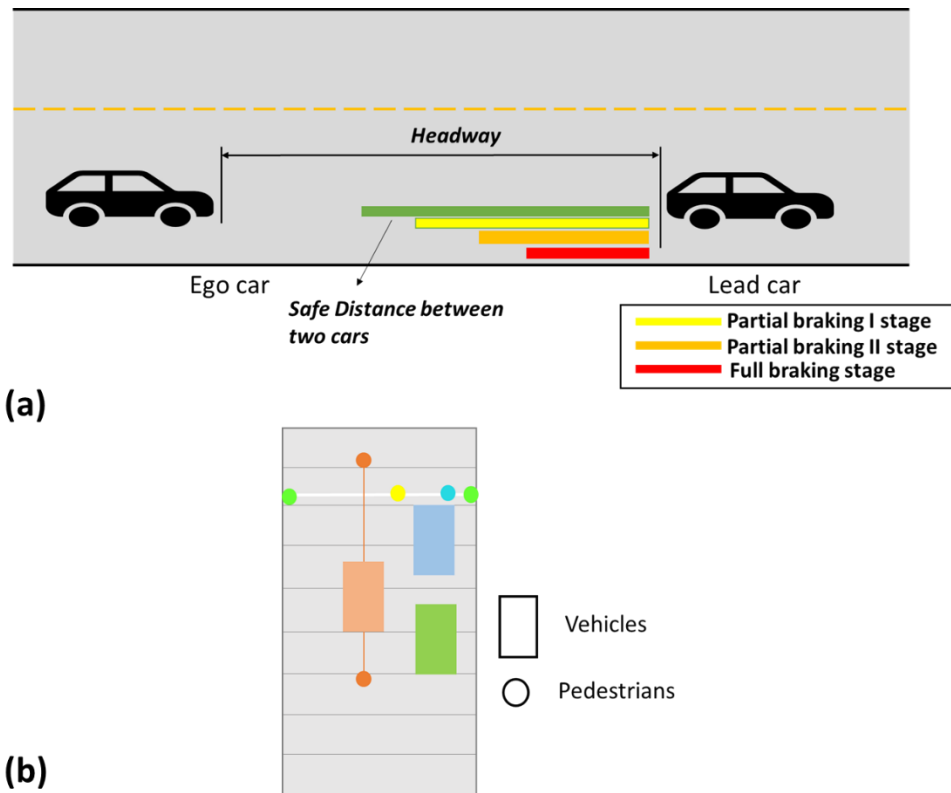 Headway
Ego car
Lead car
Safe Distance between
two cars
Partial braking I stage
Partial braking II stage
Full braking stage
(a)
Vehicles
Pedestrians
(b)